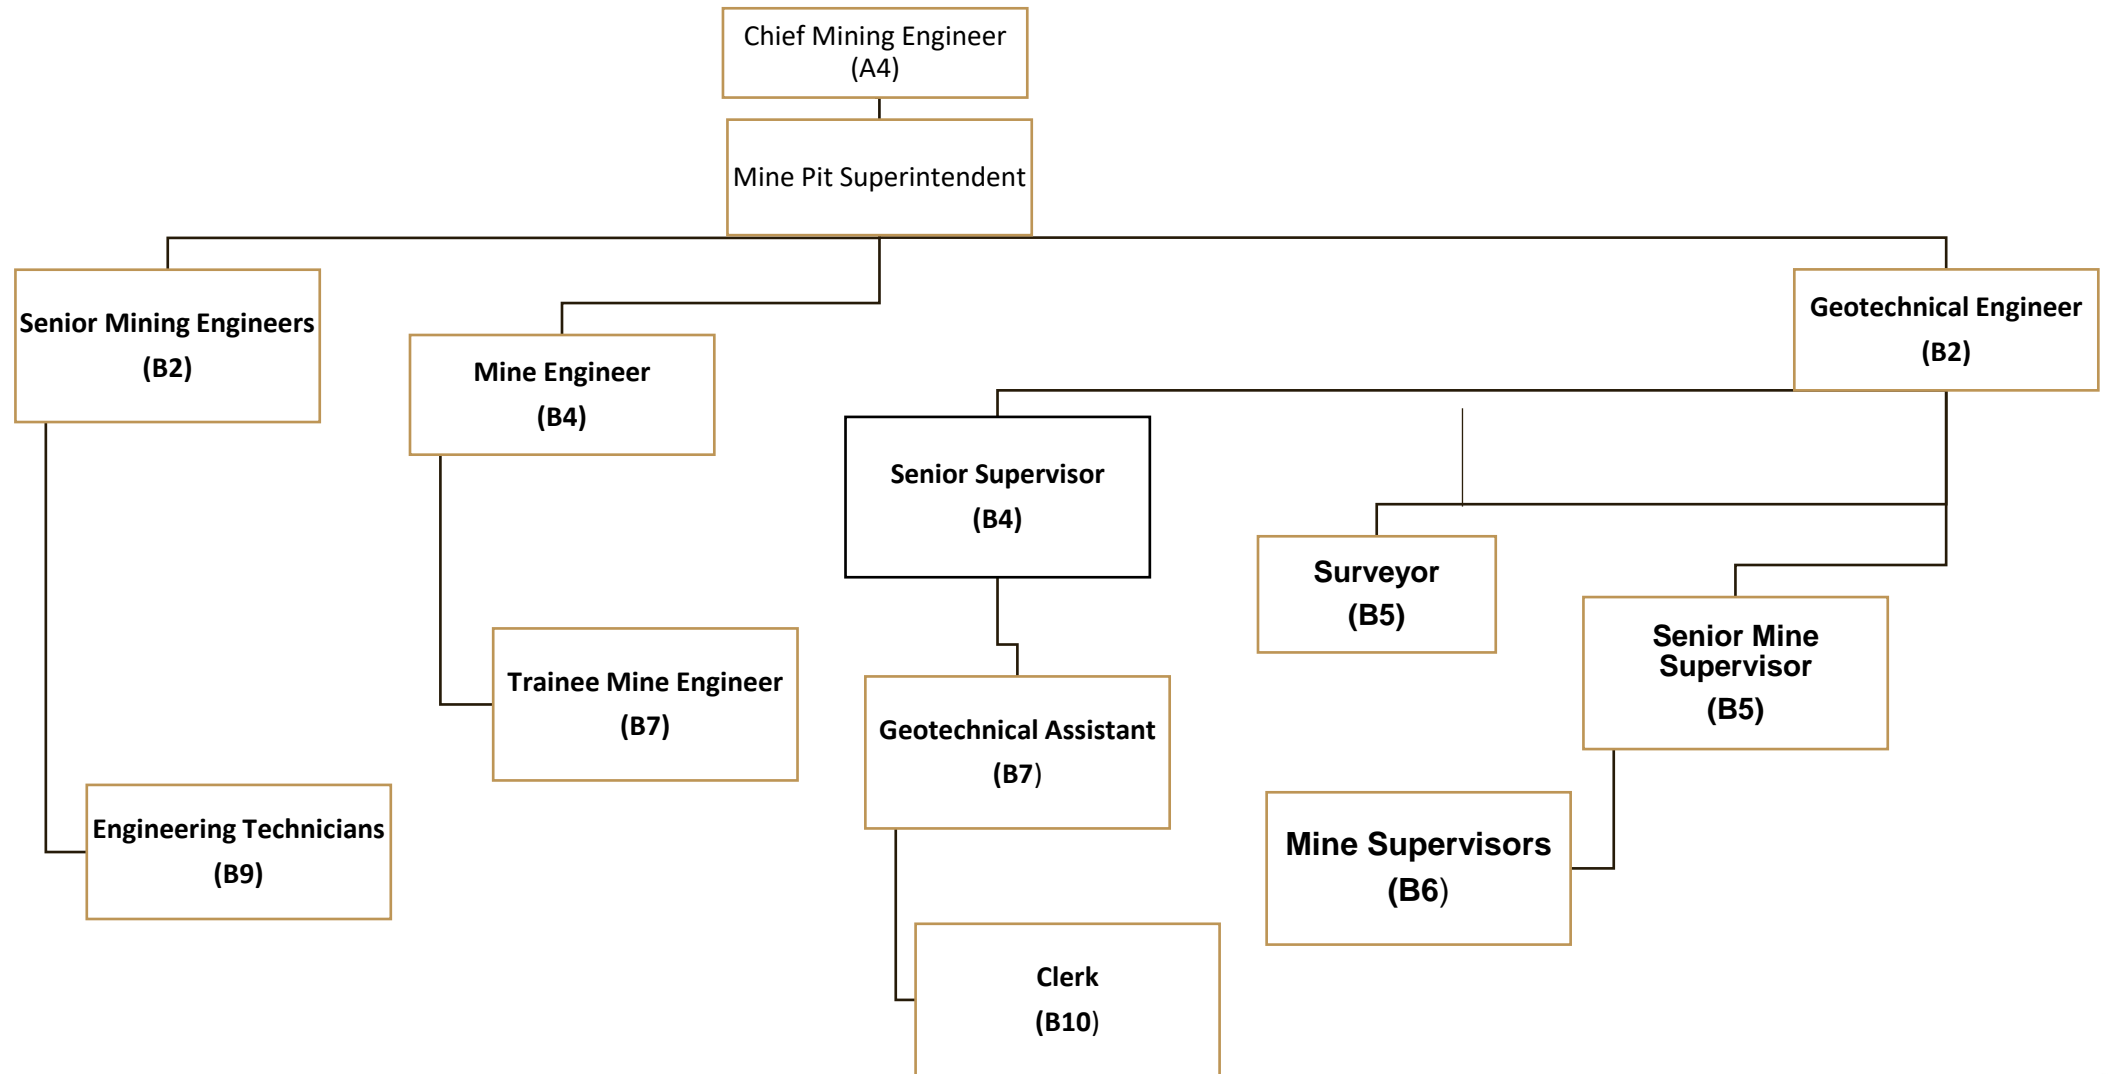 Chief Mining Engineer
(A4)
Mine Pit Superintendent
Senior Mining Engineers
(B2)
Geotechnical Engineer
(B2)
Mine Engineer
(B4)
Senior Supervisor
(B4)
Surveyor
(B5)
Senior Mine
Supervisor
(B5)
Trainee Mine Engineer
(B7)
Geotechnical Assistant
(B7)
Engineering Technicians
(B9)
Mine Supervisors
(B6)
Clerk
(B10)